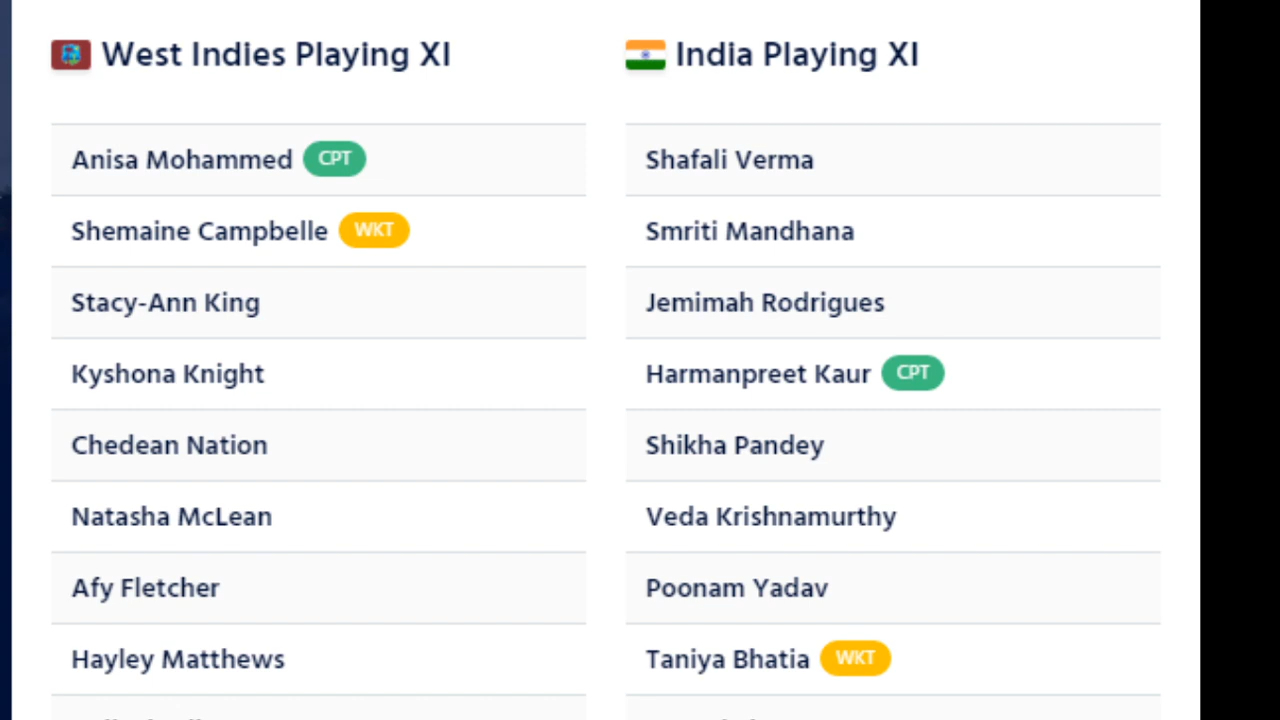 West Indies Playing XI
Anisa Mohammed CPT
Shemaine Campbelle WKT
Stacy-Ann King
Kyshona Knight
Chedean Nation
Natasha McLean
Afy Fletcher
Hayley Matthews
India Playing XI
Shafali Verma
Smriti Mandhana
Jemimah Rodrigues
Harmanpreet Kaur CPT
Shikha Pandey
Veda Krishnamurthy
Poonam Yadav
Taniya Bhatia WKT